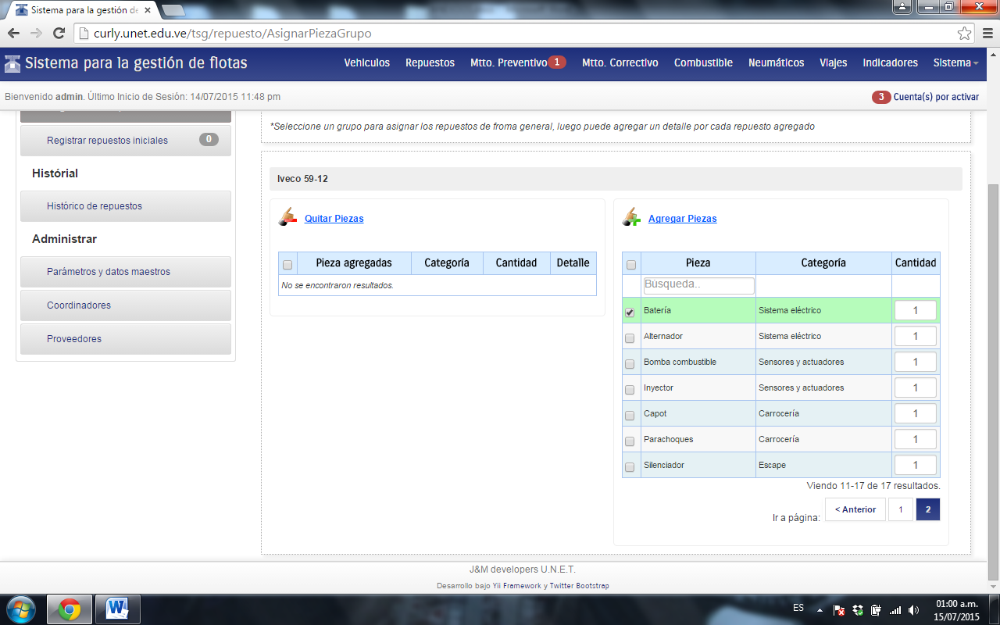 Sistema para la gestión de
curly.unet.edu.ve/tsg/repuesto/AsignarPiezaGrupo
Sistema para la gestión de flotas
Vehiculos Repuestos Mtto. Preventivo 1 Mtto. Correctivo Combustible Neumáticos Viajes Indicadores Sistema
Bienvenido admin. Último Inicio de Sesión: 14/07/2015 11:48 pm
3 Cuenta(s) por activar
Registrar repuestos iniciales 0
Histórial
Histórico de repuestos
Administrar
Parámetros y datos maestros
Coordinadores
Proveedores
*Seleccione un grupo para asignar los repuestos de froma general, luego puede agregar un detalle por cada repuesto agregado
Iveco 59-12
Quitar Piezas
Pieza agregadas Categoría Cantidad Detalle
No se encontraron resultados.
Agregar Piezas
Pieza Categoría Cantidad
Búsqueda..
Batería Sistema eléctrico 1
Alternador Sistema eléctrico 1
Bomba combustible Sensores y actuadores 1
Inyector Sensores y actuadores 1
Capot Carrocería 1
Parachoques Carrocería 1
Silenciador Escape 1
Viendo 11-17 de 17 resultados.
Ir a página: < Anterior 1 2
J&M developers U.N.E.T.
Desarrollo bajo Yii Framework y Twitter Bootstrap
ES
01:00 a.m.
15/07/2015